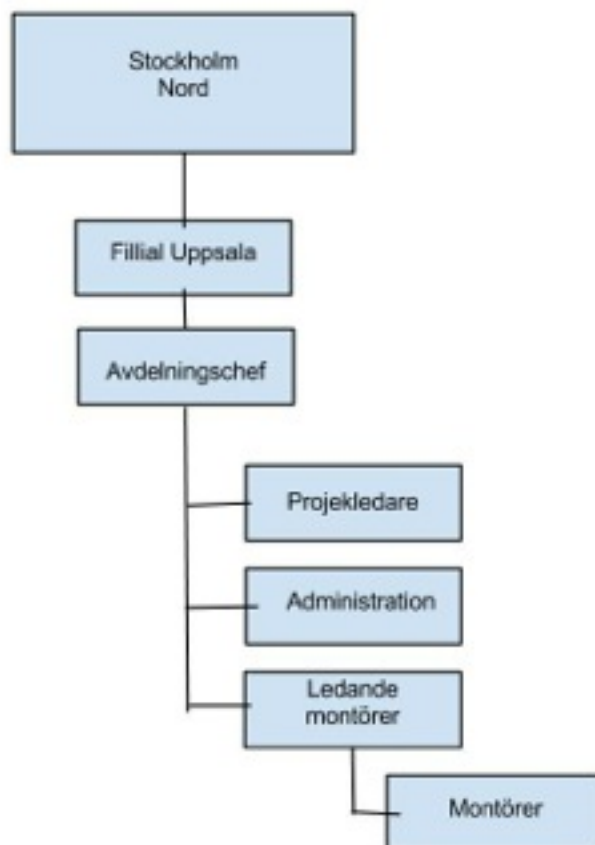 Stockholm
Nord
Fillial Uppsala
Avdelningschef
Projekledare
Administration
Ledande
montörer
Montörer